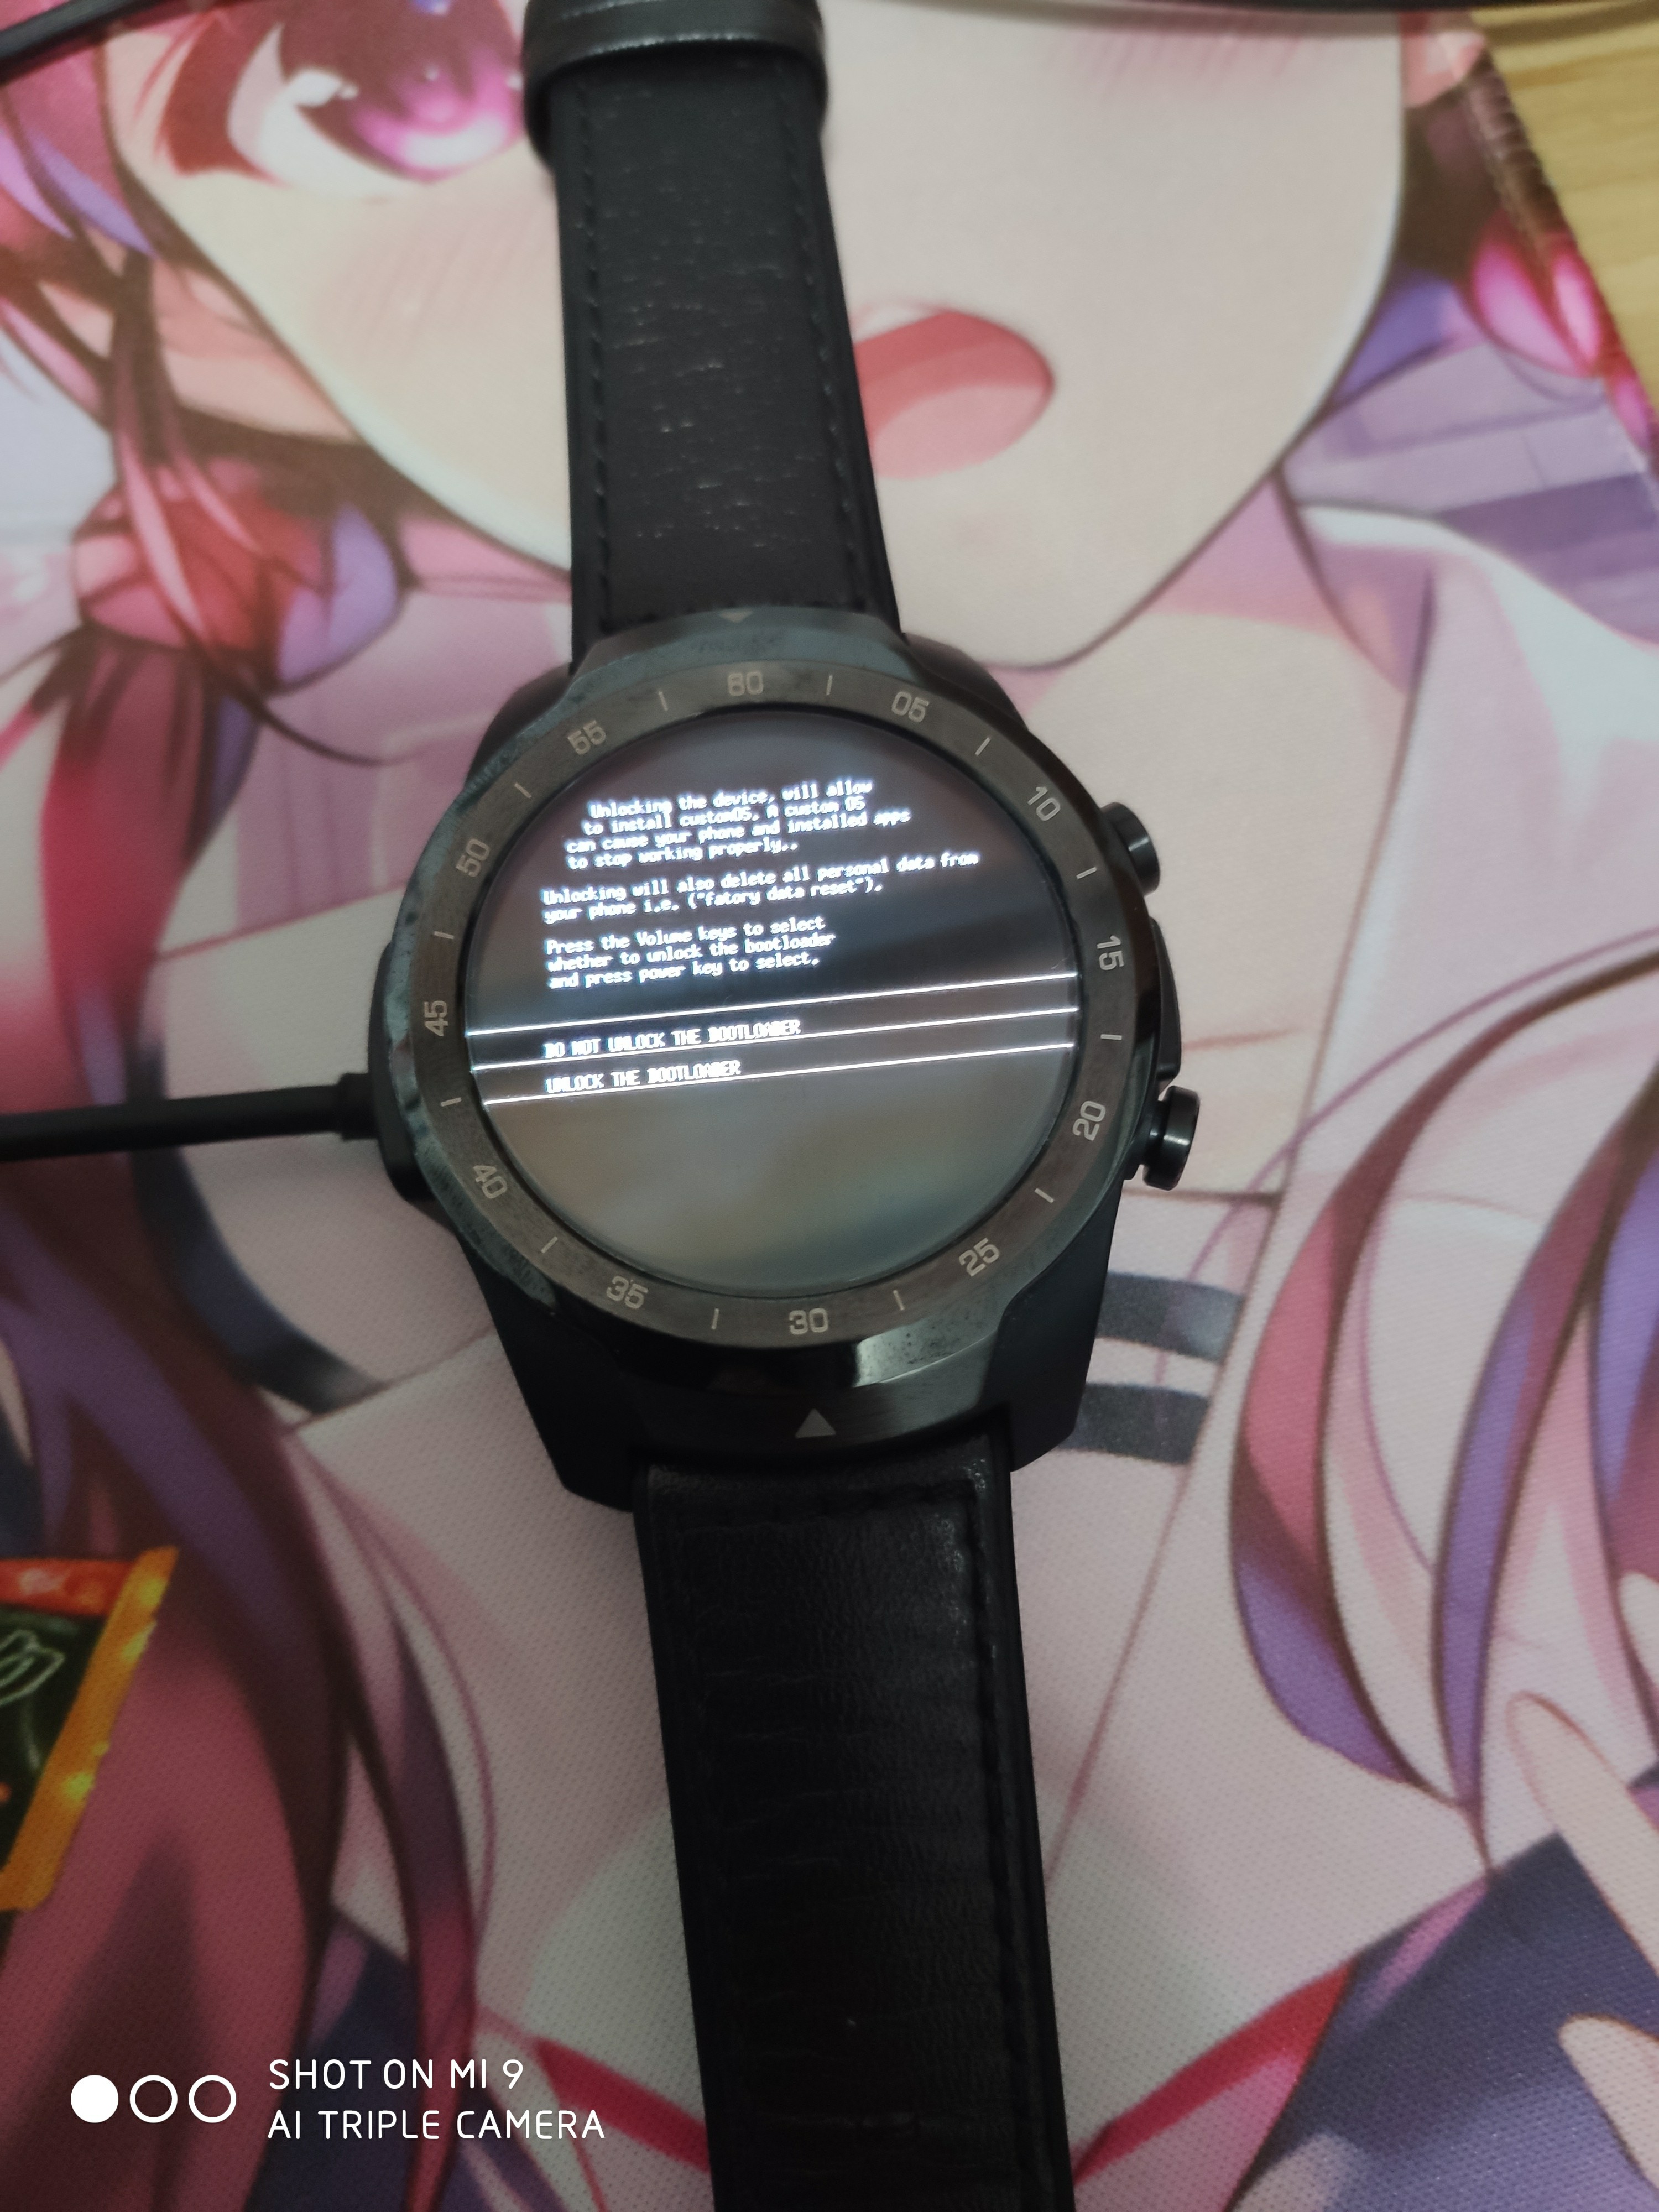 60
05
10
15
20
25
30
35
40
45
50
55
Unlocking the device, will allow
to install customOS. A custom OS
can cause your phone and installed apps
to stop working properly..
Unlocking will also delete all personal data from
your phone i.e. ("fatory data reset").
Press the Volume keys to select
whether to unlock the bootloader
and press power key to select.
DO NOT UNLOCK THE BOOTLOADER
UNLOCK THE BOOTLOADER
SHOT ON MI 9
AI TRIPLE CAMERA